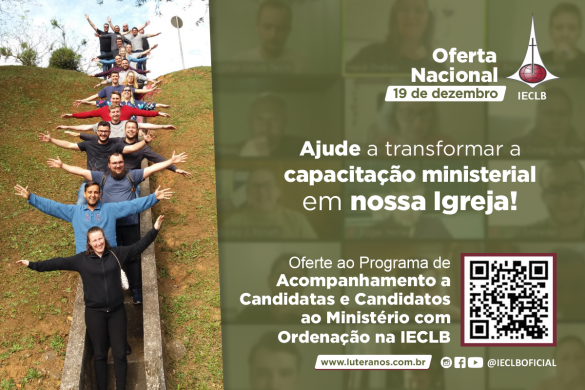 Oferta
Nacional
19 de dezembro
IECLB
Ajude a transformar a
capacitação ministerial
em nossa Igreja!
Oferte ao Programa de
Acompanhamento a
Candidatas e Candidatos
ao Ministério com
Ordenação na IECLB
www.luteranos.com.br
@IECLBOFICIAL